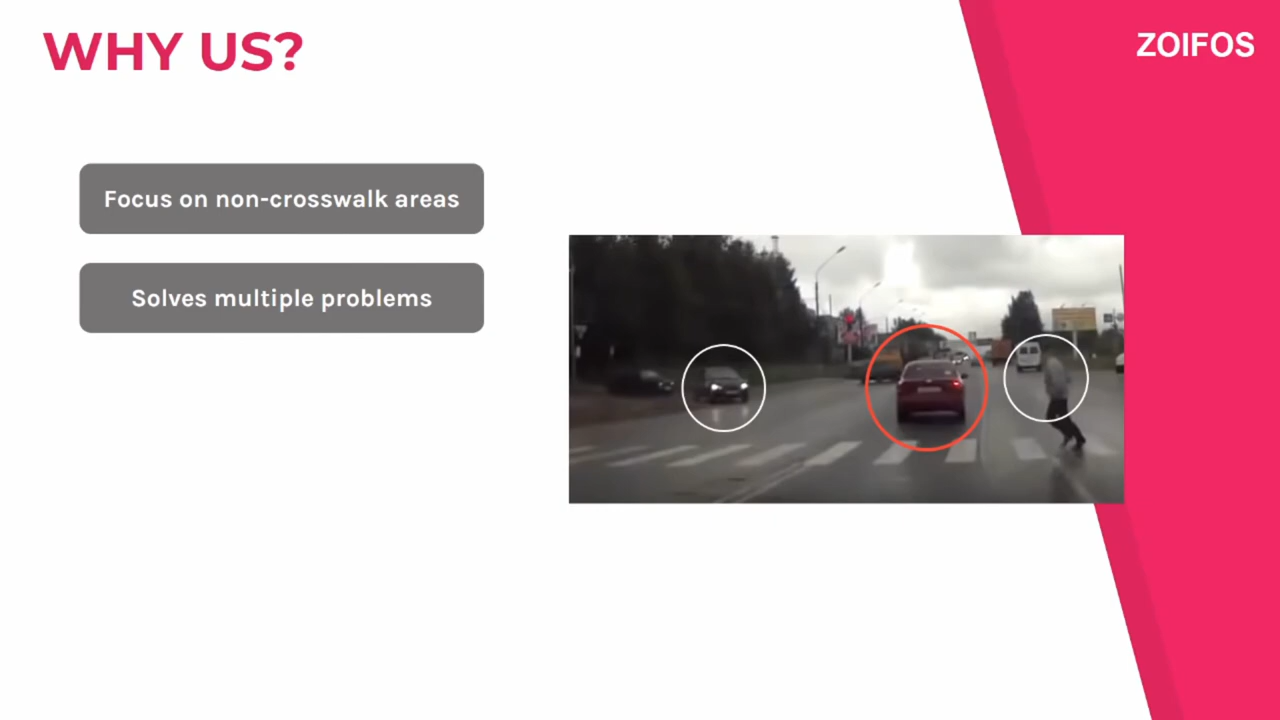 WHY US?
ZOIFOS
Focus on non-crosswalk areas
Solves multiple problems